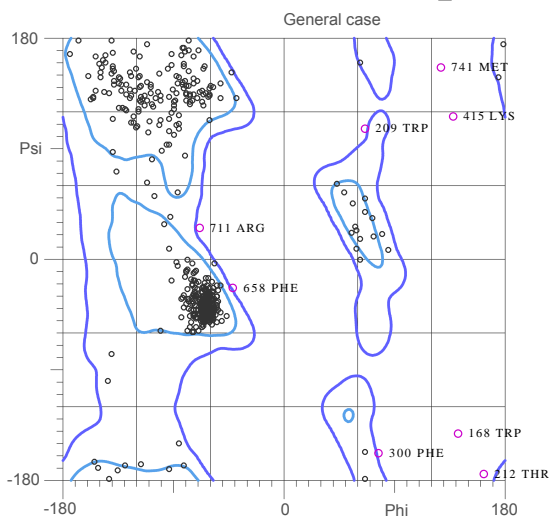 General case
180
741 MET
415 LYS
209 TRP
Psi
711 ARG
0
658 PHE
168 TRP
300 PHE
212 THR
-180
-180 0 Phi 180